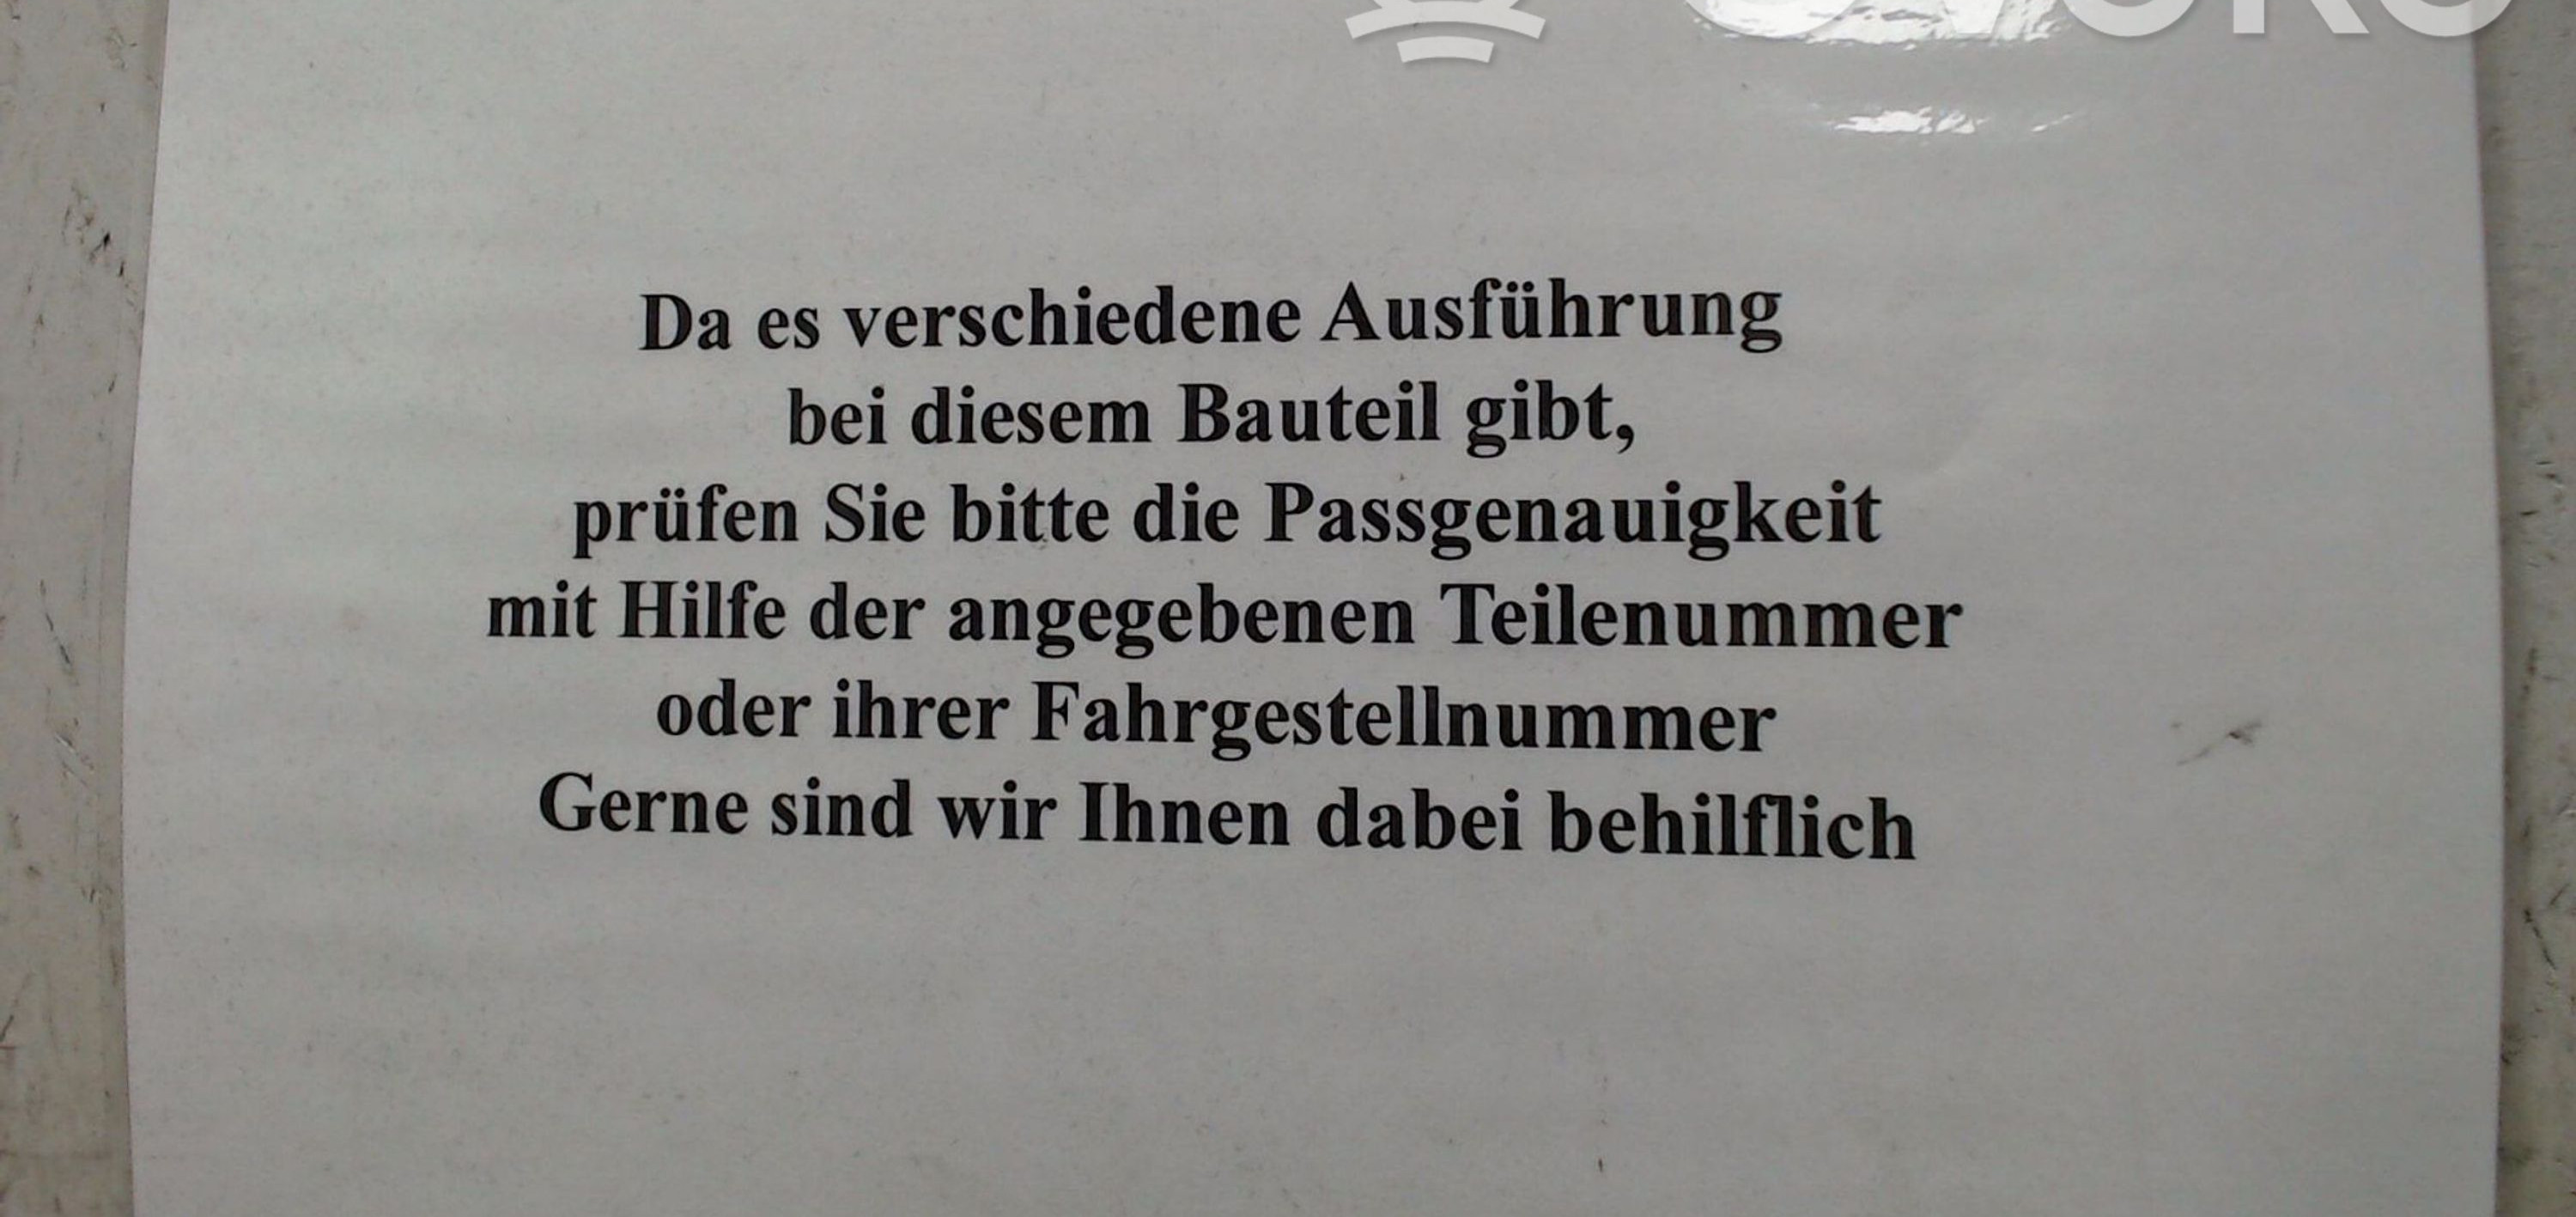 Da es verschiedene Ausführung
bei diesem Bauteil gibt,
prüfen Sie bitte die Passgenauigkeit
mit Hilfe der angegebenen Teilenummer
oder ihrer Fahrgestellnummer
Gerne sind wir Ihnen dabei behilflich